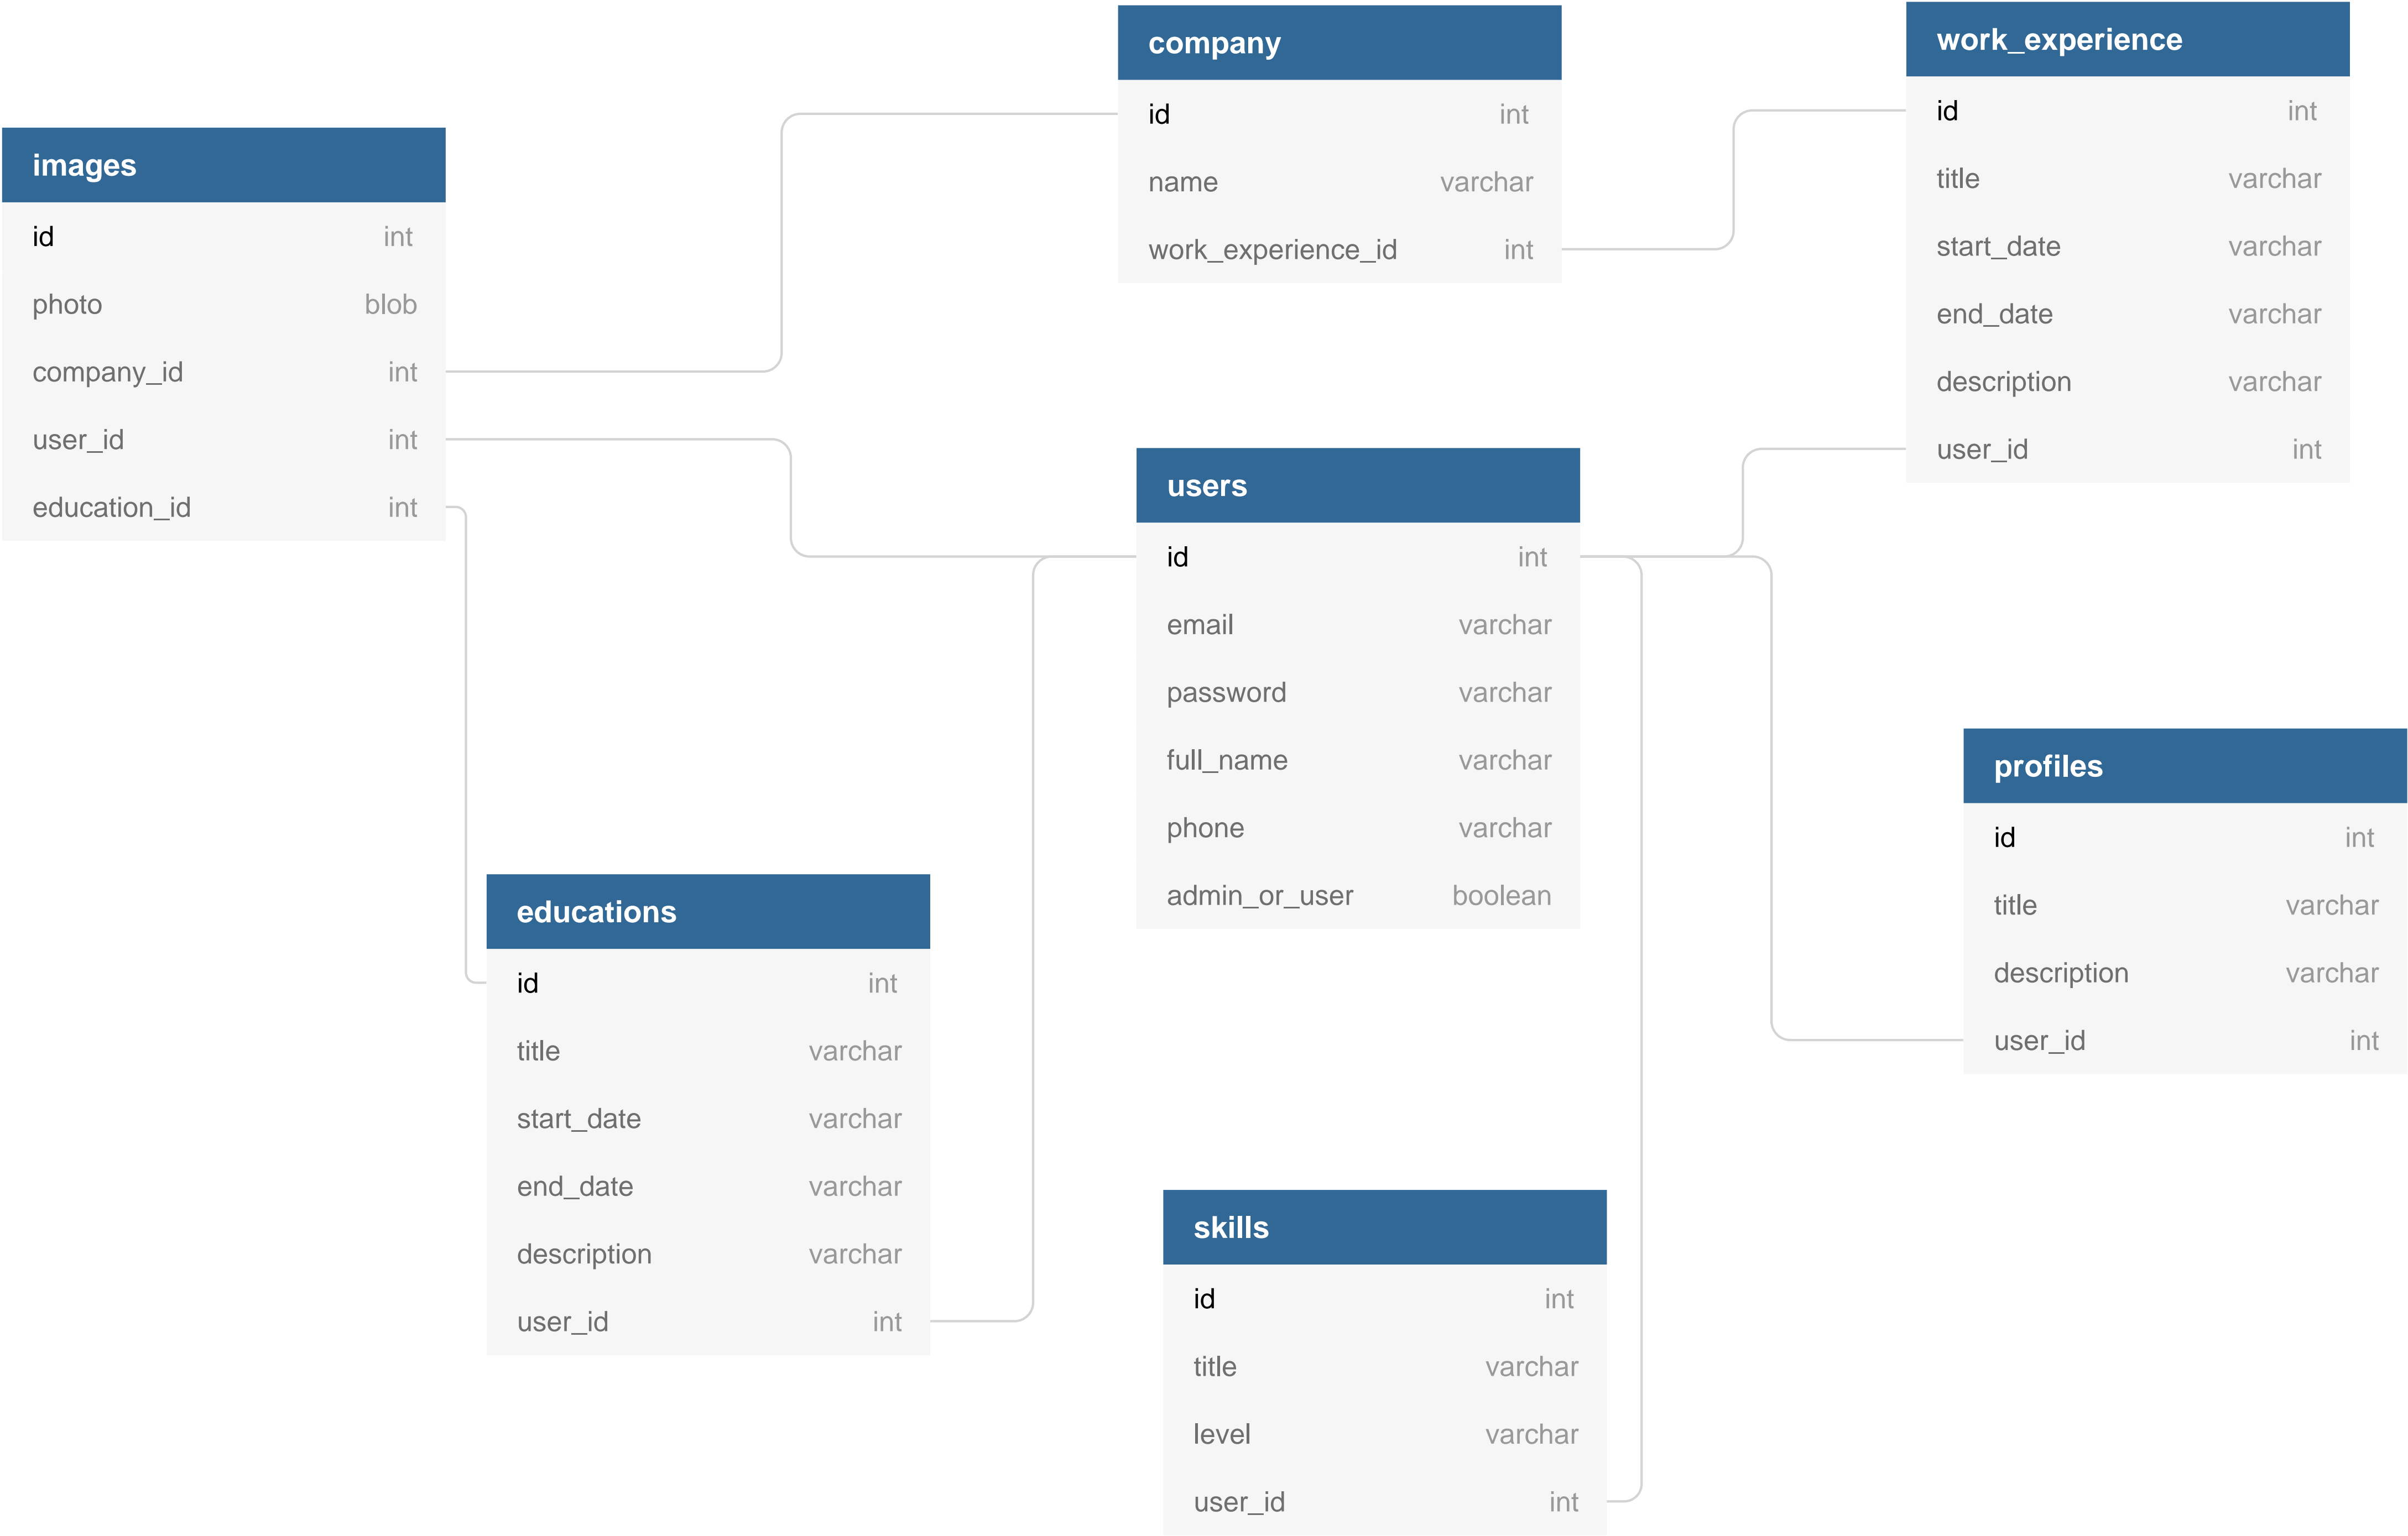 images
id int
photo blob
company_id int
user_id int
education_id int
company
id int
name varchar
work_experience_id int
work_experience
id int
title varchar
start_date varchar
end_date varchar
description varchar
user_id int
users
id int
email varchar
password varchar
full_name varchar
phone varchar
admin_or_user boolean
profiles
id int
title varchar
description varchar
user_id int
educations
id int
title varchar
start_date varchar
end_date varchar
description varchar
user_id int
skills
id int
title varchar
level varchar
user_id int